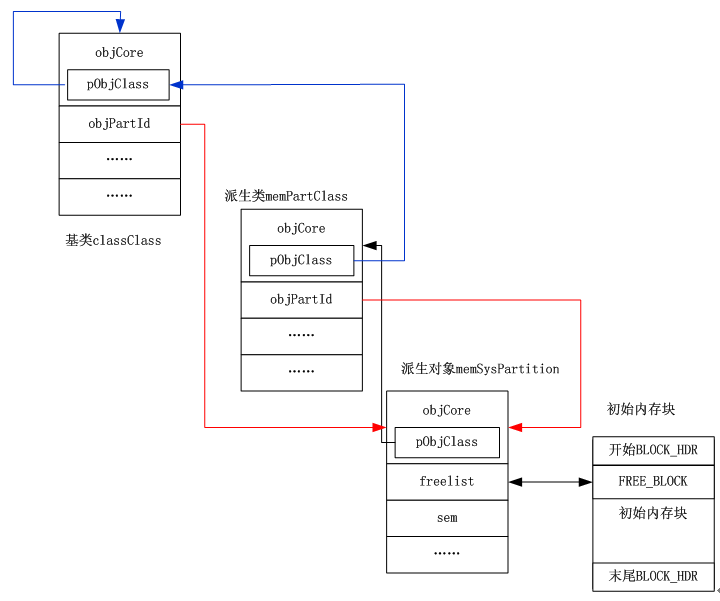 objCore
pObjClass
objPartId
……
……
基类classClass
派生类memPartClass
objCore
pObjClass
objPartId
……
……
派生对象memSysPartition
objCore
pObjClass
freelist
sem
……
初始内存块
开始BLOCK_HDR
FREE_BLOCK
初始内存块
末尾BLOCK_HDR